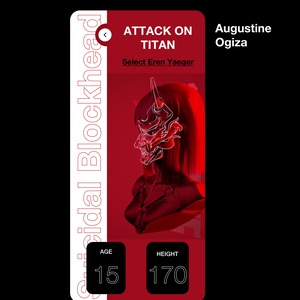 ATTACK ON
TITAN
Select Eren Yaeger
Augustine
Ogiza
Suicidal Blockhead
AGE
15
HEIGHT
170